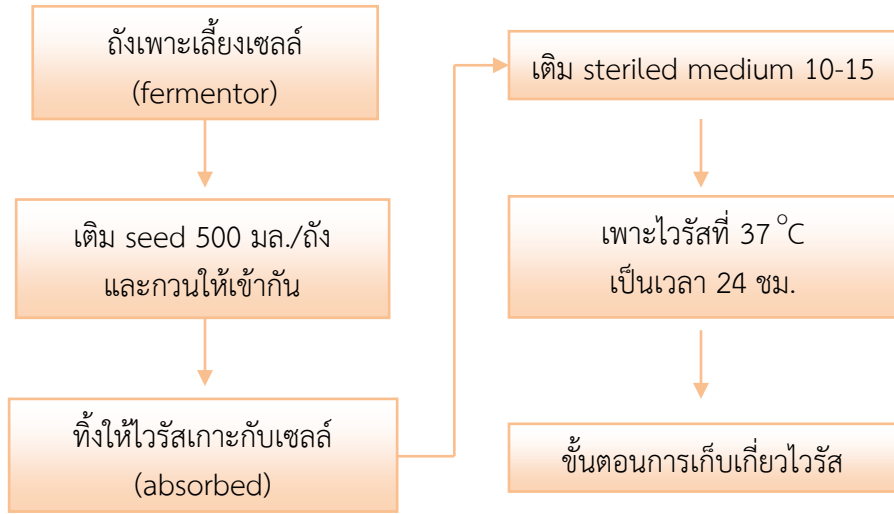 ถังเพาะเลี้ยงเซลล์
(fermentor)
เติม seed 500 มล./ถัง
และกวนให้เข้ากัน
ทิ้งให้ไวรัสเกาะกับเซลล์
(absorbed)
เติม steriled medium 10-15
เพาะไวรัสที่ 37 °C
เป็นเวลา 24 ชม.
ขั้นตอนการเก็บเกี่ยวไวรัส